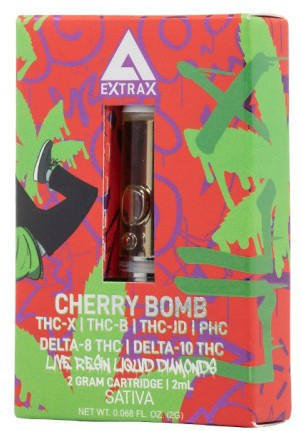 EXTRAX
CHERRY BOMB
THC-X | THC-B | THC-JD | PHC
DELTA-8 THC | DELTA-10 THC
LIVE RESIN LIQUID DIAMONDS
2 GRAM CARTRIDGE | 2mL
SATIVA
NET WT. 0.068 FL. OZ. (2G)